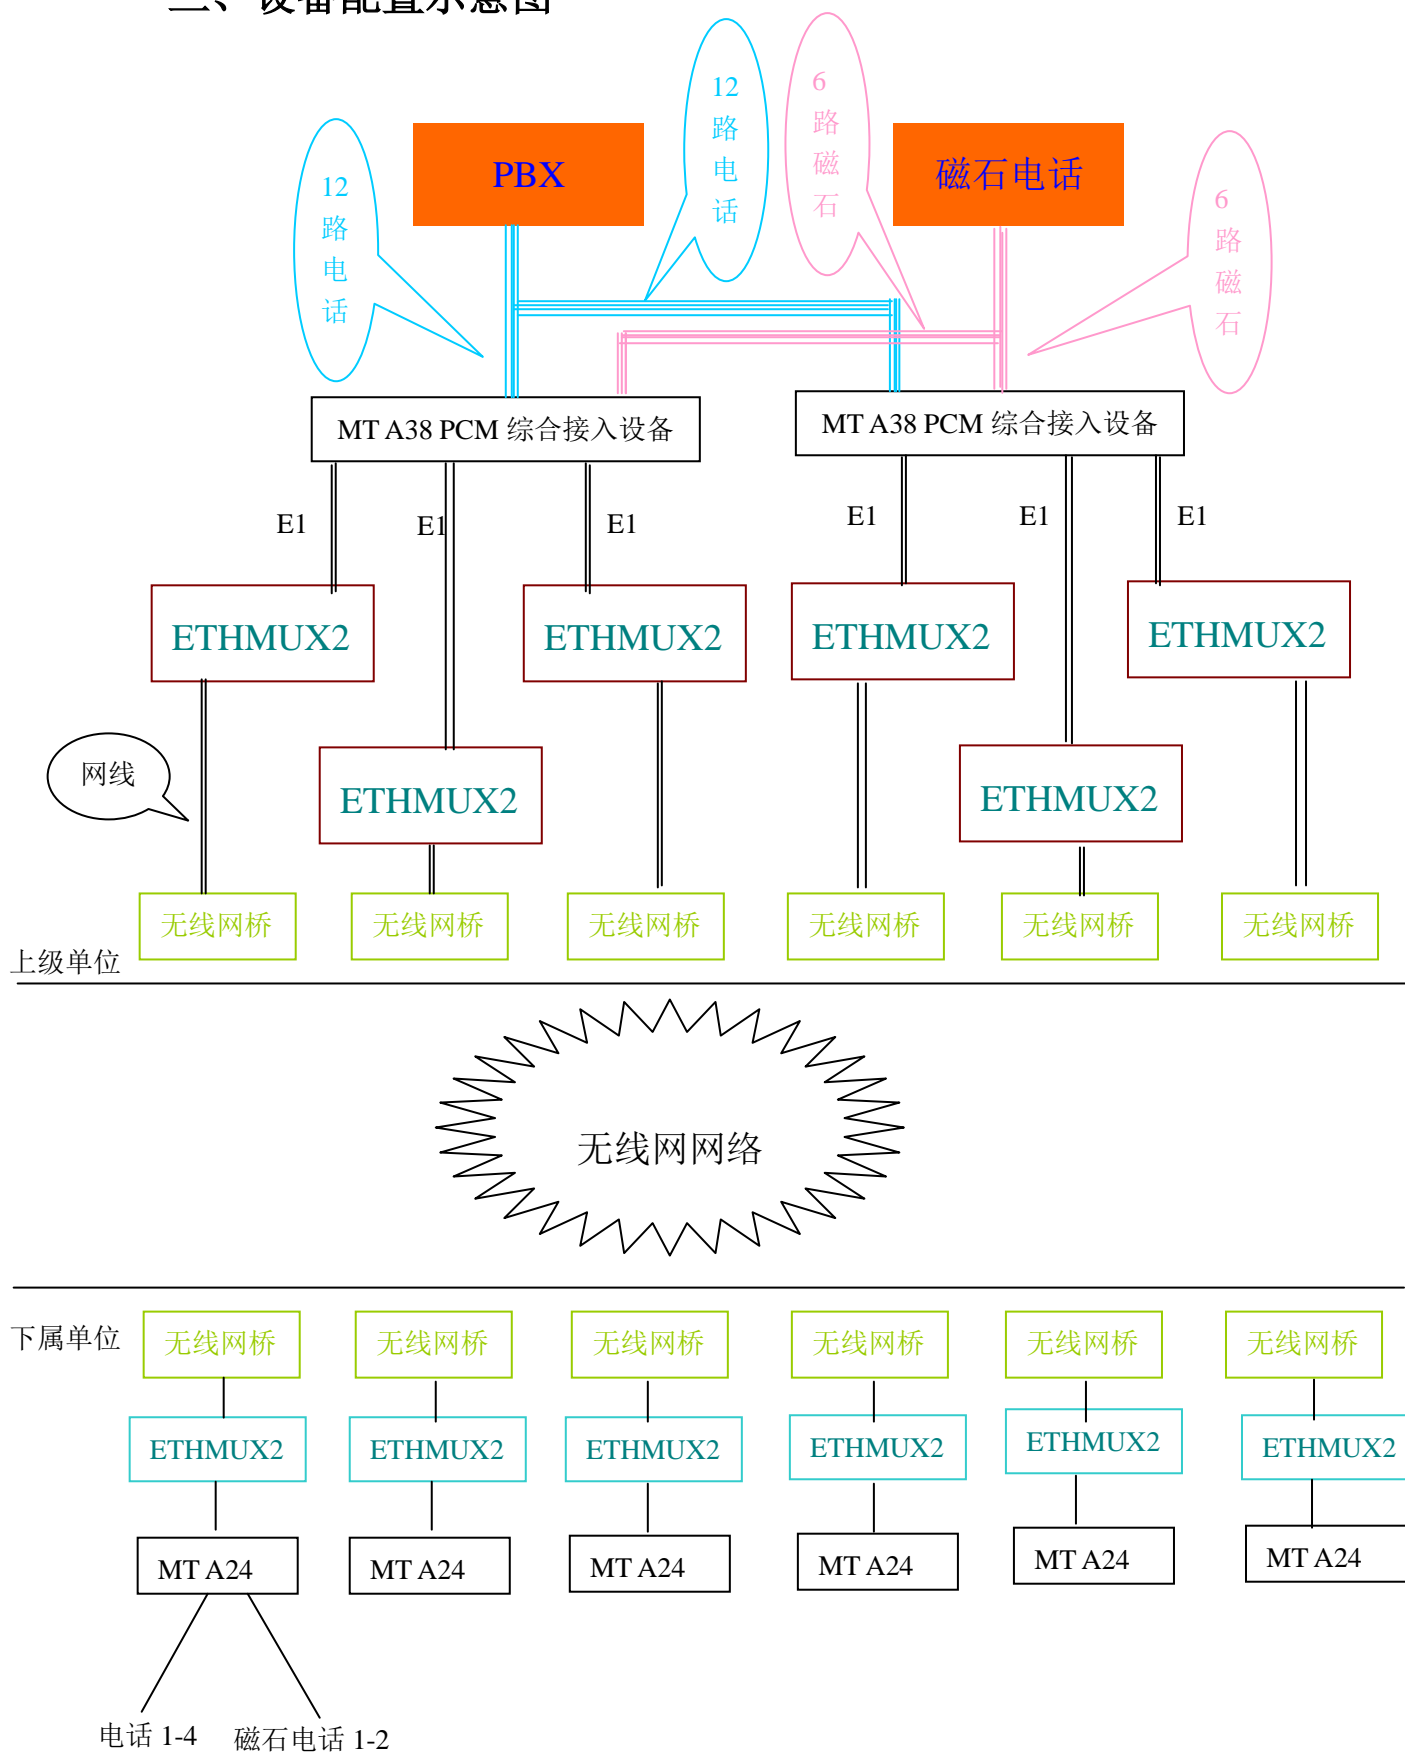 、设备配置示意图
12
路
电
话
6
路
磁
石
PBX
磁石电话
12
路
电
话
6
路
磁
石
MT A38 PCM 综合接入设备
MT A38 PCM 综合接入设备
E1
E1
E1
E1
E1
E1
ETHMUX2
ETHMUX2
ETHMUX2
ETHMUX2
网线
ETHMUX2
ETHMUX2
无线网桥
无线网桥
无线网桥
无线网桥
无线网桥
无线网桥
上级单位
无线网网络
下属单位
无线网桥
无线网桥
无线网桥
无线网桥
无线网桥
无线网桥
ETHMUX2
ETHMUX2
ETHMUX2
ETHMUX2
ETHMUX2
ETHMUX2
MT A24
MT A24
MT A24
MT A24
MT A24
MT A24
电话 1-4
磁石电话 1-2